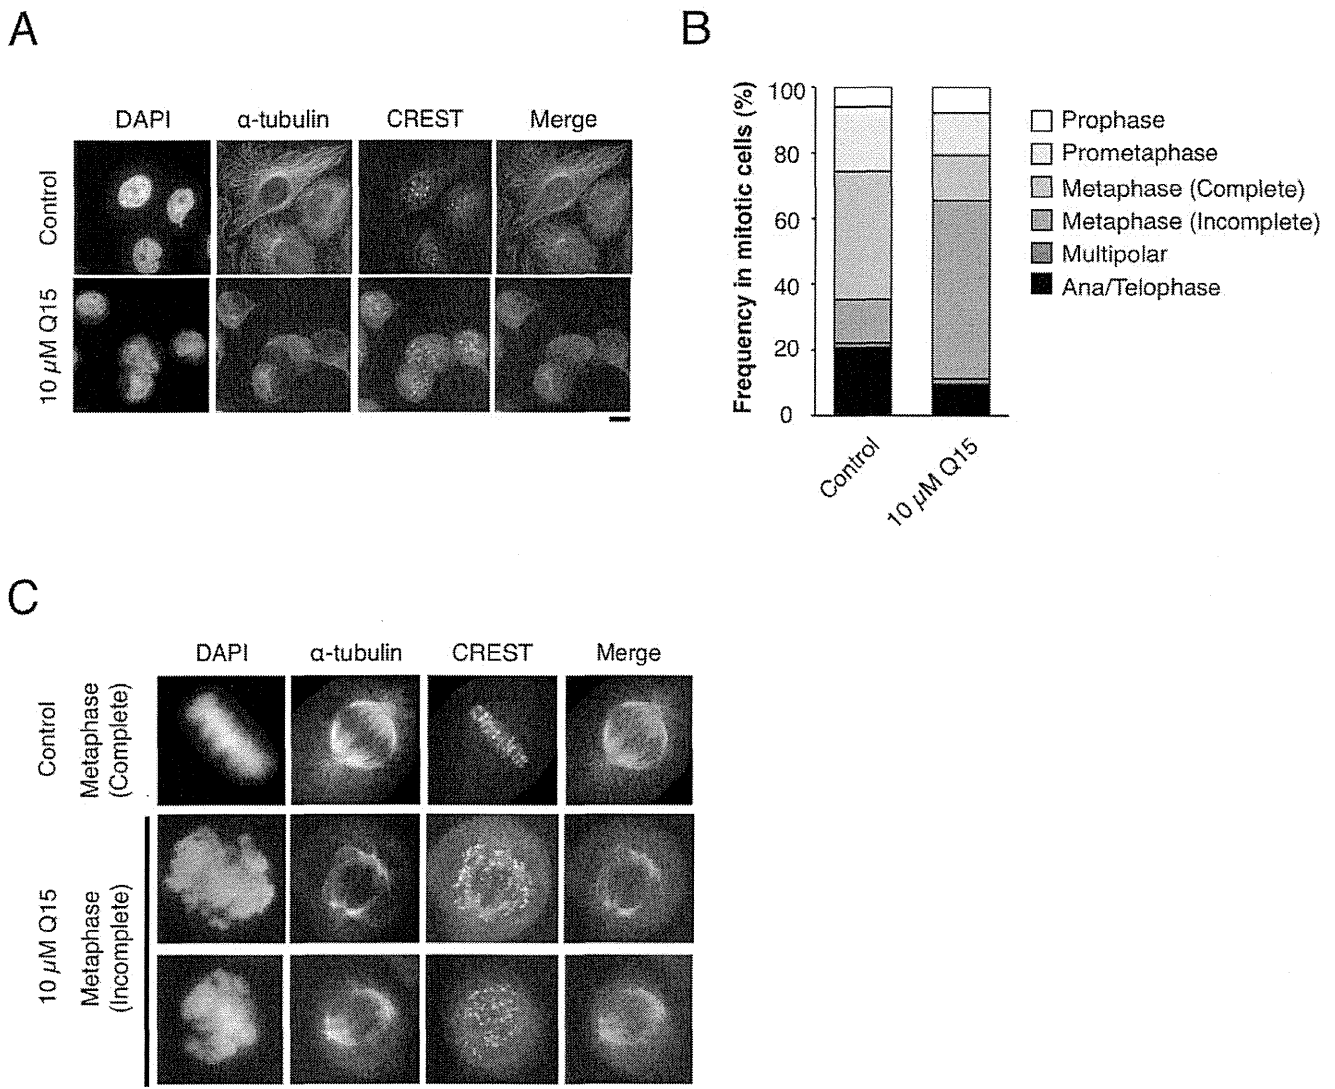 A
DAPI α-tubulin CREST Merge
Control
10 µM Q15
B
Frequency in mitotic cells (%)
100
80
60
40
20
0
Control
10 µM Q15
Prophase
Prometaphase
Metaphase (Complete)
Metaphase (Incomplete)
Multipolar
Ana/Telophase
C
DAPI α-tubulin CREST Merge
Control
Metaphase
(Complete)
10 µM Q15
Metaphase
(Incomplete)